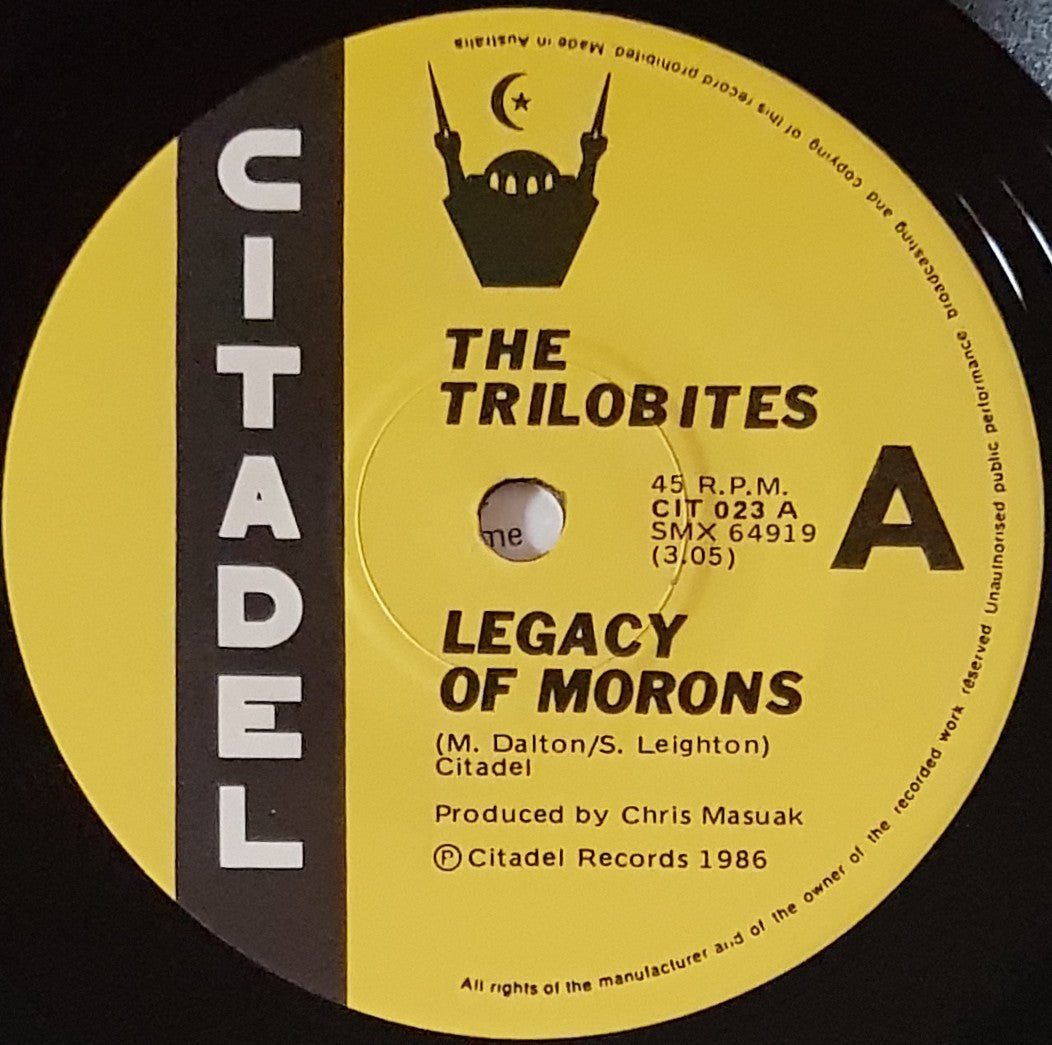 CITADEL
THE
TRILOBITES
45 R.P.M.
CIT 023 A
SMX 64919
(3.05)
A
me
LEGACY
OF MORONS
(M. Dalton/S. Leighton)
Citadel
Produced by Chris Masuak
Ⓟ Citadel Records 1986
All rights of the manufacturer and of the owner of the recorded work reserved Unauthorised public performance broadcasting and copying of this record prohibited Made in Australia